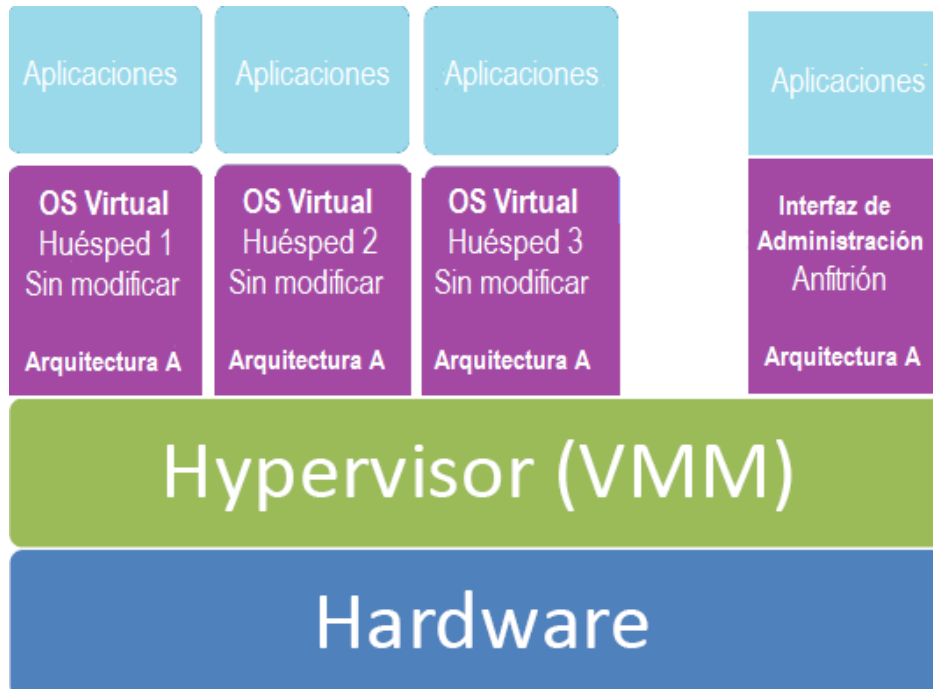 Aplicaciones
Aplicaciones
Aplicaciones
Aplicaciones
OS Virtual
Huésped 1
Sin modificar
Arquitectura A
OS Virtual
Huésped 2
Sin modificar
Arquitectura A
OS Virtual
Huésped 3
Sin modificar
Arquitectura A
Interfaz de
Administración
Anfitrión
Arquitectura A
Hypervisor (VMM)
Hardware